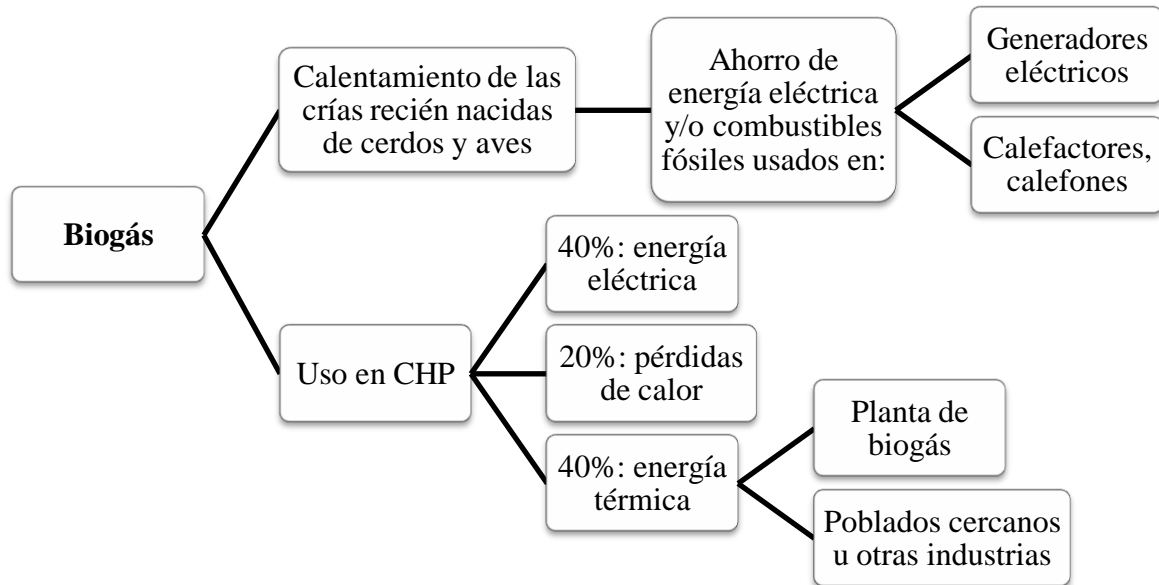 Biogás
Calentamiento de las
crías recién nacidas
de cerdos y aves
Ahorro de
energía eléctrica
y/o combustibles
fósiles usados en:
Generadores
eléctricos
Calefactores,
calefones
Uso en CHP
40%: energía
eléctrica
20%: pérdidas
de calor
40%: energía
térmica
Planta de
biogás
Poblados cercanos
u otras industrias